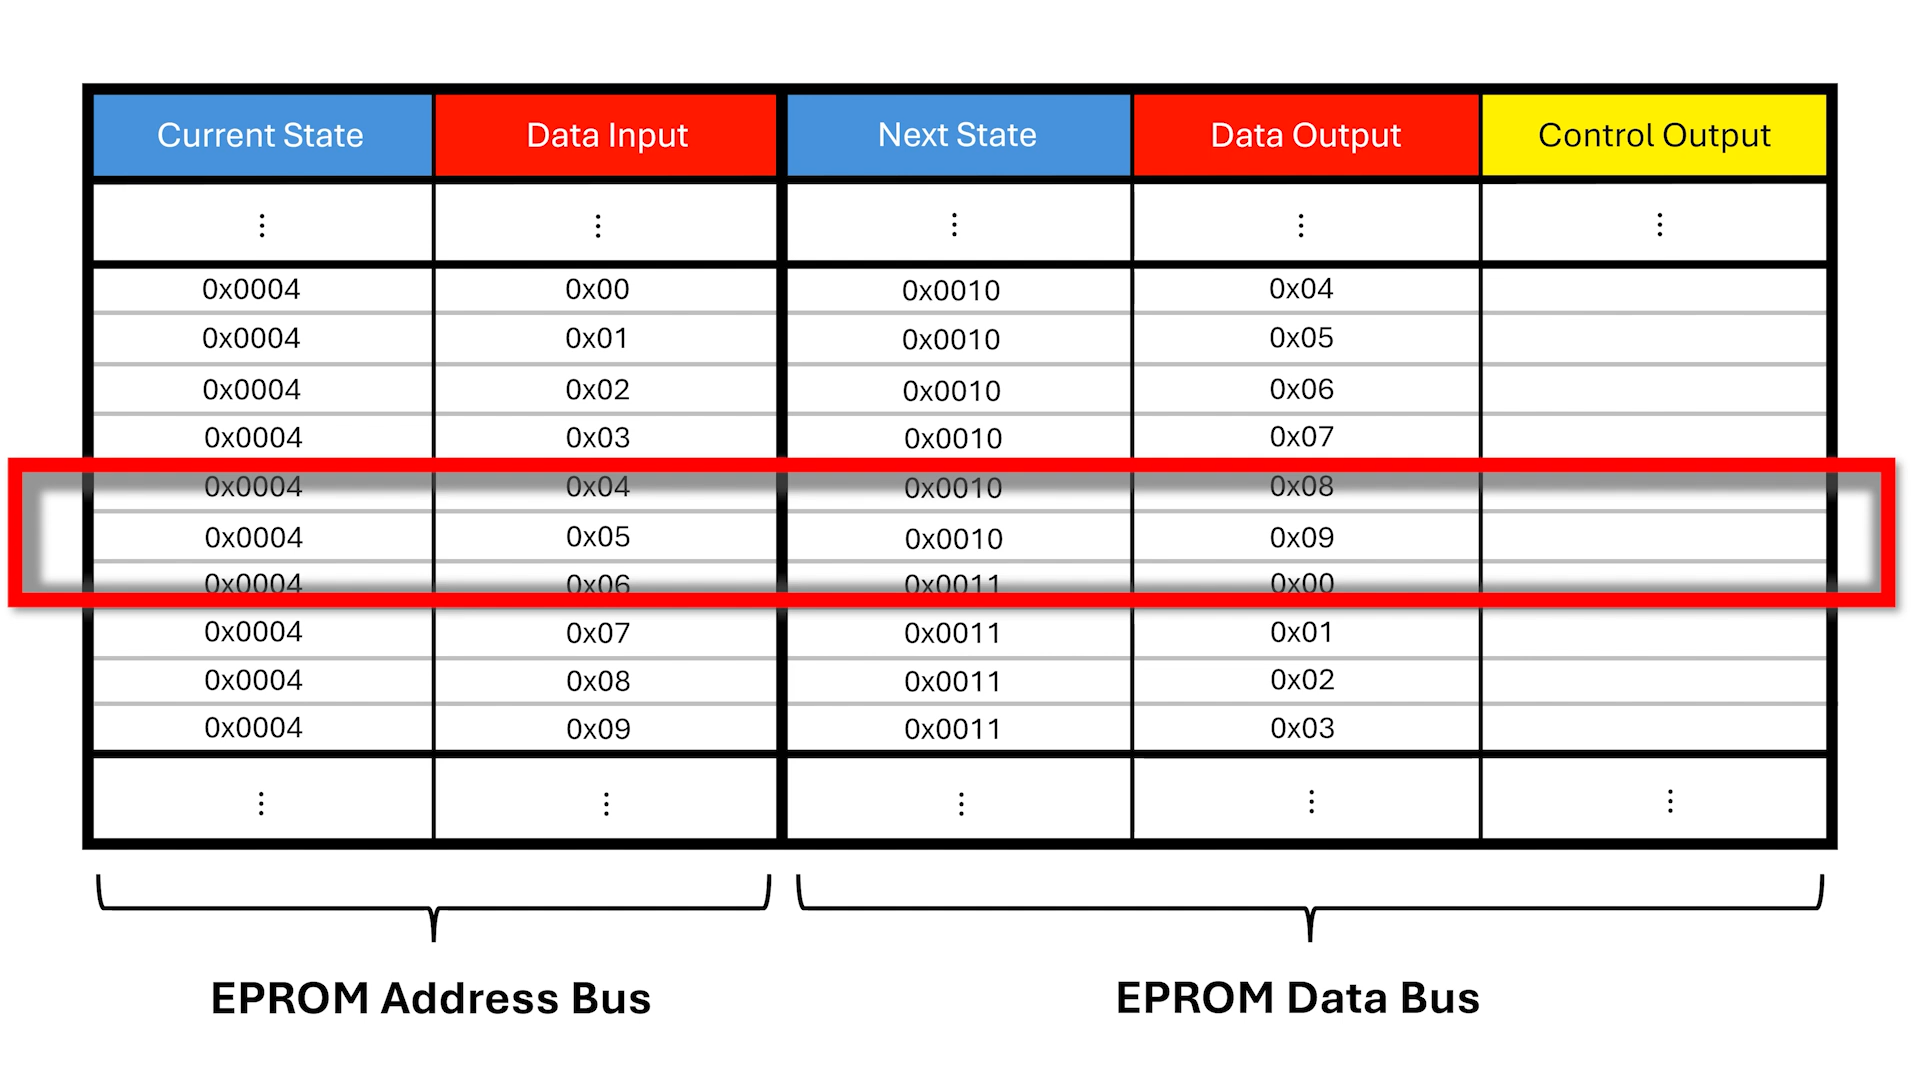 Current State Data Input Next State Data Output Control Output
⋮ ⋮ ⋮ ⋮ ⋮
0x0004 0x00 0x0010 0x04
0x0004 0x01 0x0010 0x05
0x0004 0x02 0x0010 0x06
0x0004 0x03 0x0010 0x07
0x0004 0x04 0x0010 0x08
0x0004 0x05 0x0010 0x09
0x0004 0x06 0x0011 0x00
0x0004 0x07 0x0011 0x01
0x0004 0x08 0x0011 0x02
0x0004 0x09 0x0011 0x03
⋮ ⋮ ⋮ ⋮ ⋮
EPROM Address Bus EPROM Data Bus